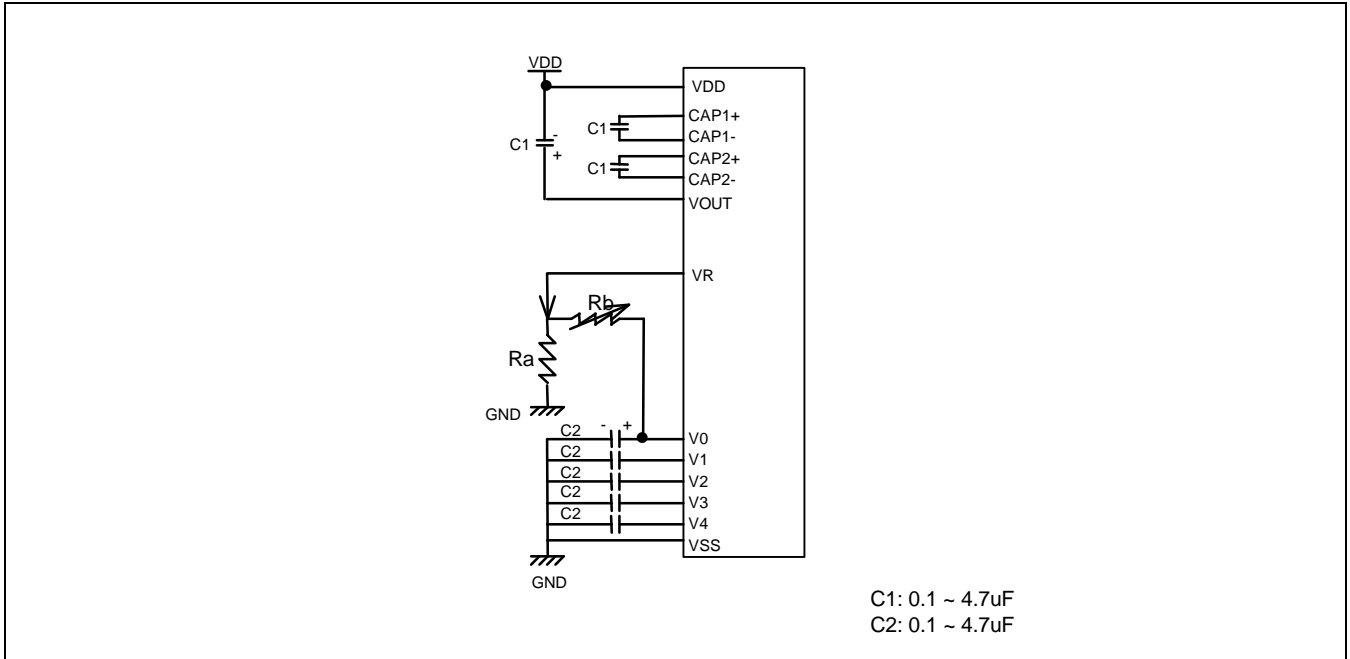 VDD
VDD
CAP1+
C1
CAP1-
-
C1
+
CAP2+
C1
CAP2-
VOUT
VR
Rb
Ra
GND
C2 - + V0
C2 V1
C2 V2
C2 V3
C2 V4
VSS
GND
C1: 0.1 ~ 4.7uF
C2: 0.1 ~ 4.7uF